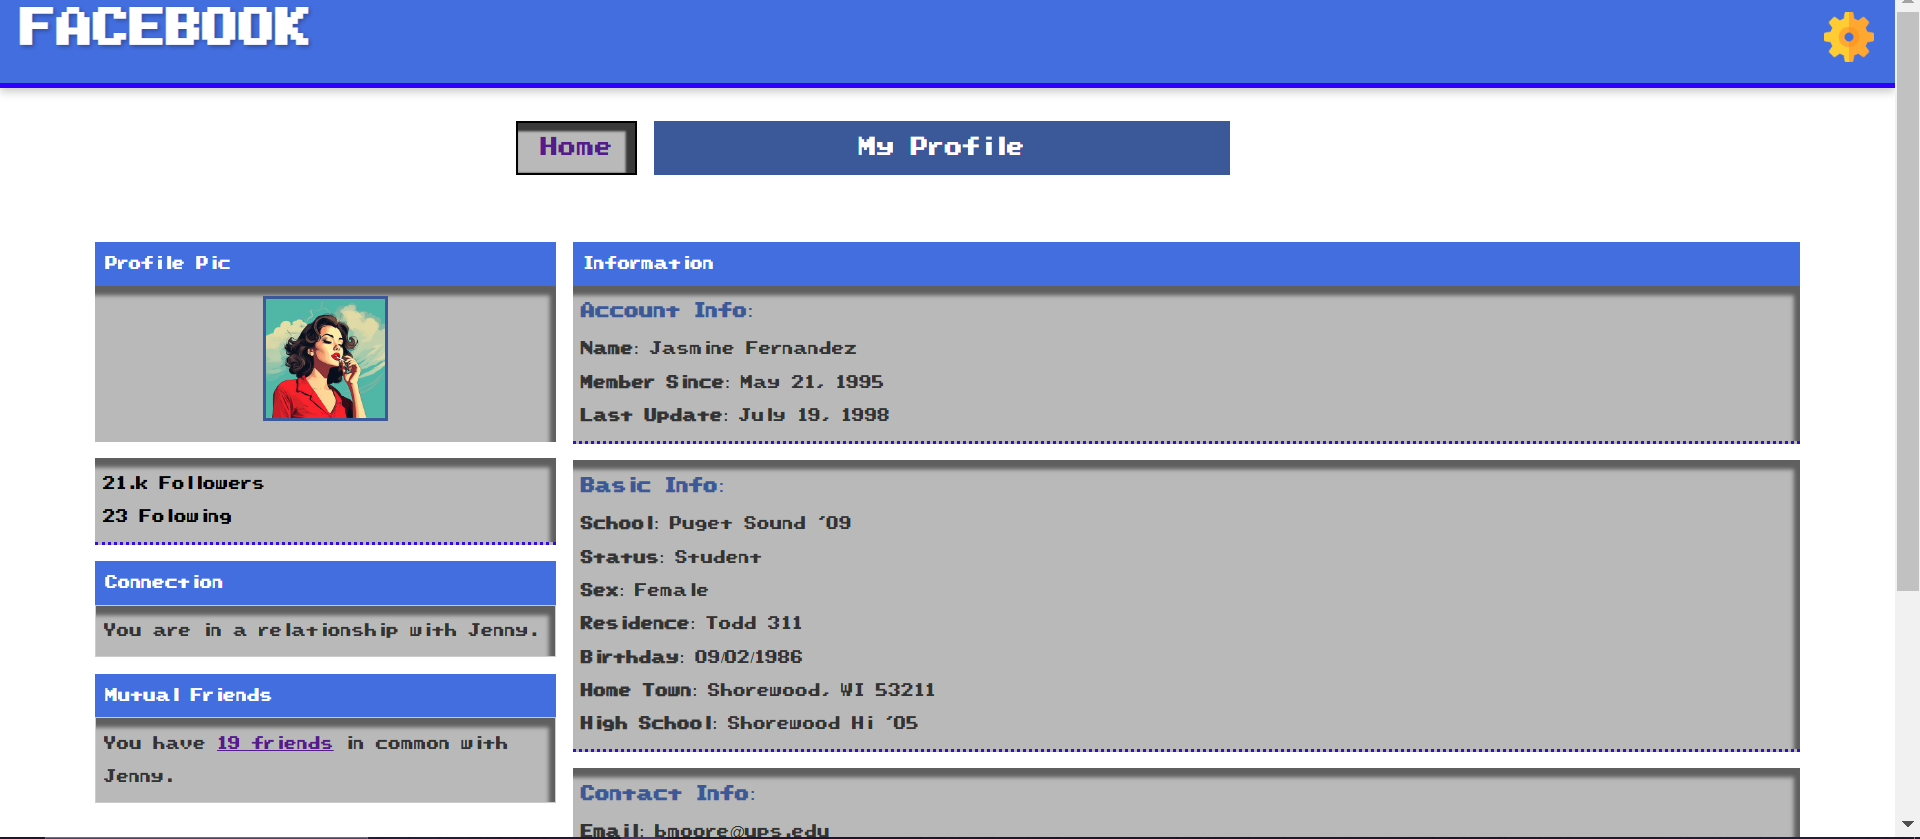 FACEBOOK
Home
My Profile
Profile Pic
21.k Followers
23 Folowing
Connection
You are in a relationship with Jenny.
Mutual Friends
You have 19 friends in common with
Jenny.
Information
Account Info:
Name: Jasmine Fernandez
Member Since: May 21, 1995
Last Update: July 19, 1998
Basic Info:
School: Puget Sound '09
Status: Student
Sex: Female
Residence: Todd 311
Birthday: 09/02/1986
Home Town: Shorewood, WI 53211
High School: Shorewood Hi '05
Contact Info:
Email: bmoore@ups.edu